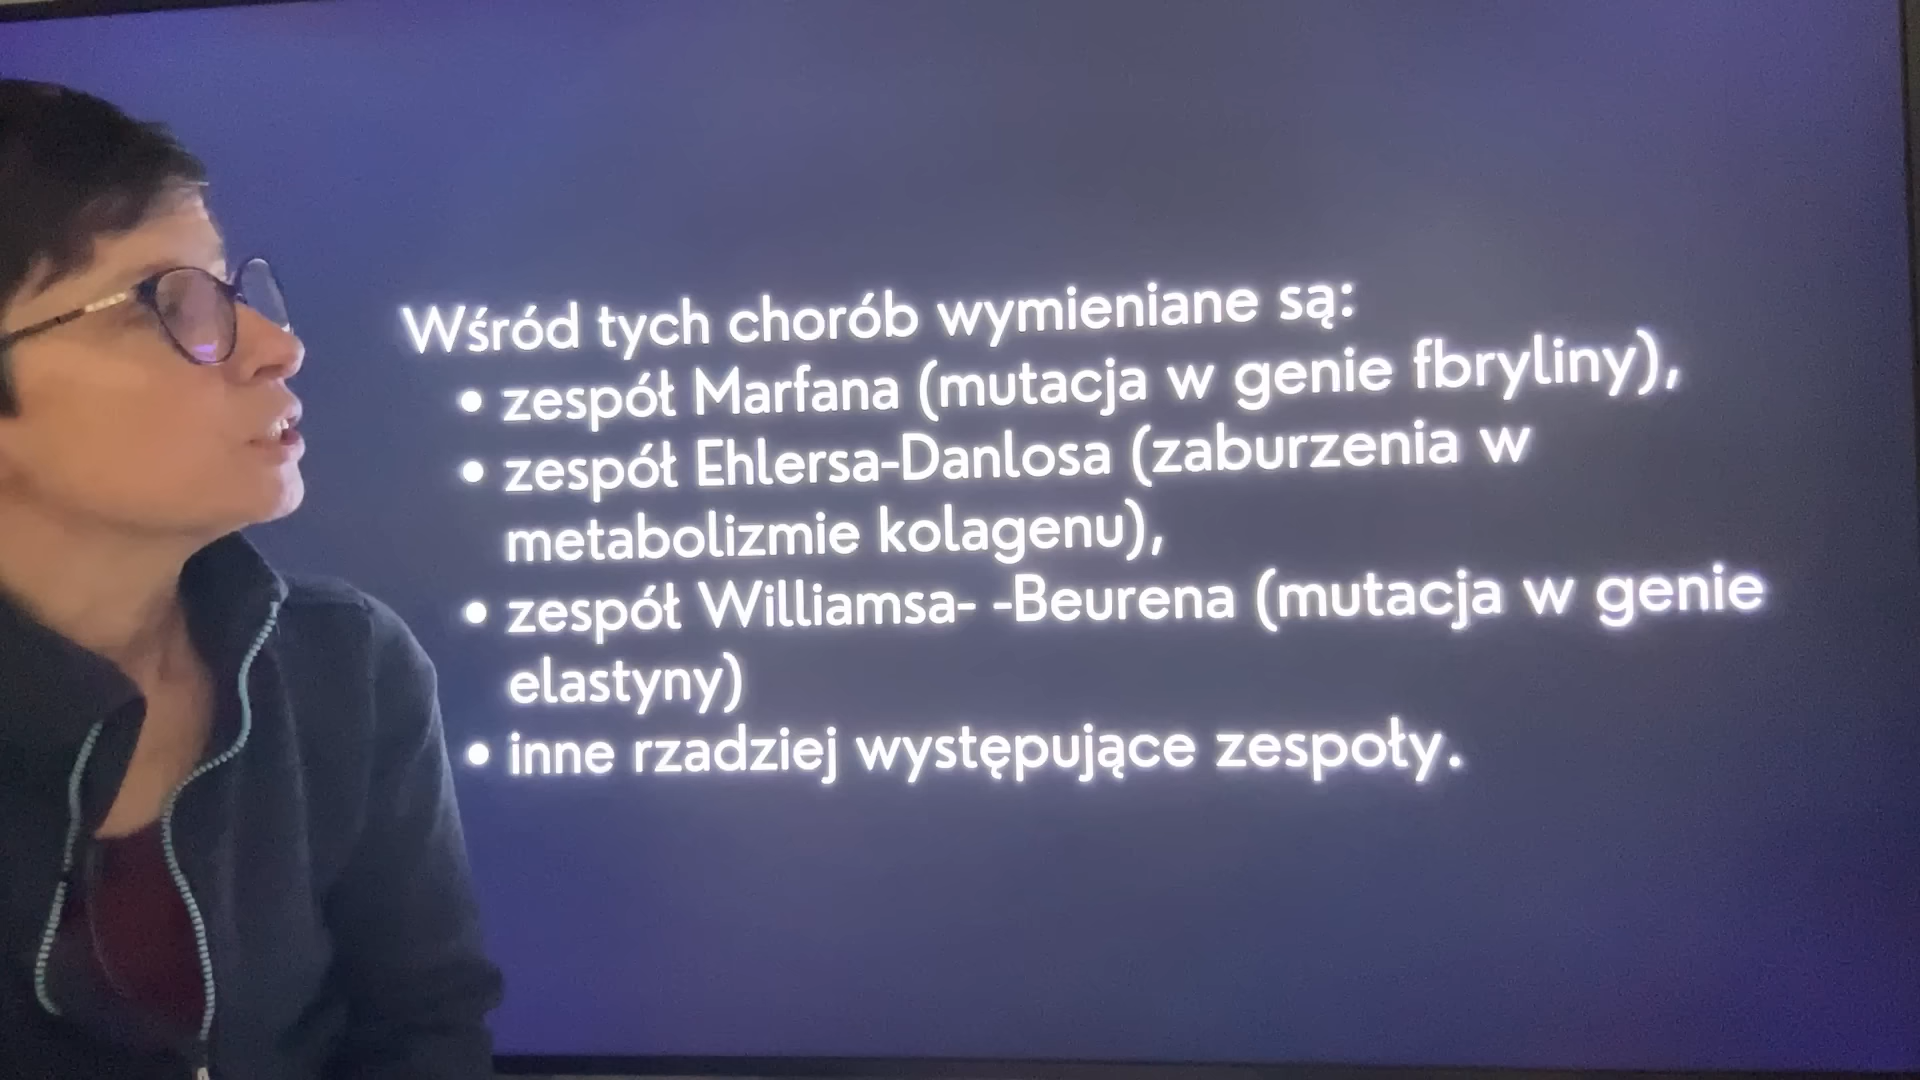 Wśród tych chorób wymieniane są:
• zespół Marfana (mutacja w genie fbryliny),
• zespół Ehlersa-Danlosa (zaburzenia w
metabolizmie kolagenu),
• zespół Williamsa- -Beurena (mutacja w genie
elastyny)
• inne rzadziej występujące zespoły.